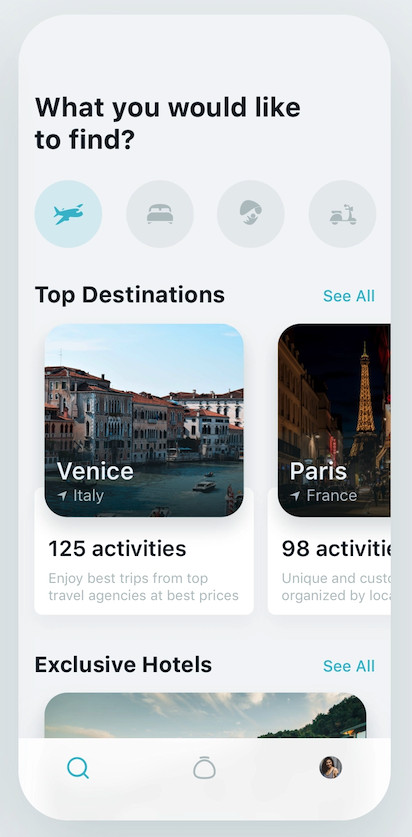 What you would like
to find?
Top Destinations
See All
Venice
Italy
125 activities
Enjoy best trips from top
travel agencies at best prices
Paris
France
98 activitie
Unique and custo
organized by loca
Exclusive Hotels
See All